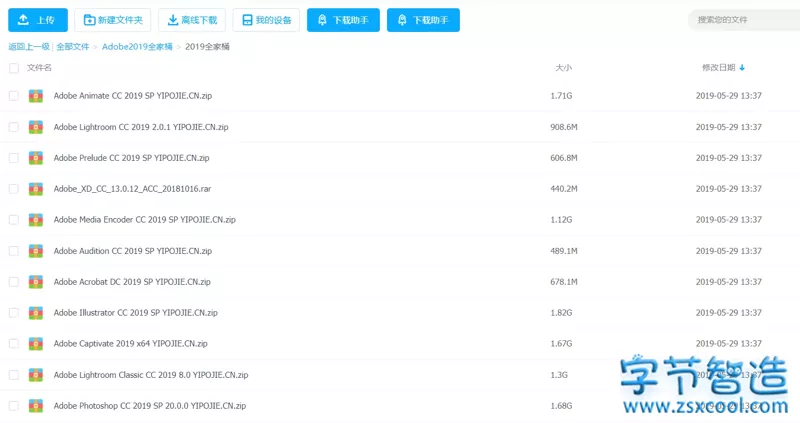 上传 新建文件夹 离线下载 我的设备 下载助手 下载助手 搜索您的文件
返回上一级 | 全部文件 > Adobe2019全家桶 > 2019全家桶
文件名 大小 修改日期
Adobe Animate CC 2019 SP YIPOJIE.CN.zip 1.71G 2019-05-29 13:37
Adobe Lightroom CC 2019 2.0.1 YIPOJIE.CN.zip 908.6M 2019-05-29 13:37
Adobe Prelude CC 2019 SP YIPOJIE.CN.zip 606.8M 2019-05-29 13:37
Adobe_XD_CC_13.0.12_ACC_20181016.rar 440.2M 2019-05-29 13:37
Adobe Media Encoder CC 2019 SP YIPOJIE.CN.zip 1.12G 2019-05-29 13:37
Adobe Audition CC 2019 SP YIPOJIE.CN.zip 489.1M 2019-05-29 13:37
Adobe Acrobat DC 2019 SP YIPOJIE.CN.zip 678.1M 2019-05-29 13:37
Adobe Illustrator CC 2019 SP YIPOJIE.CN.zip 1.82G 2019-05-29 13:37
Adobe Captivate 2019 x64 YIPOJIE.CN.zip 1.67G 2019-05-29 13:37
Adobe Lightroom Classic CC 2019 8.0 YIPOJIE.CN.zip 1.3G 2019-05-29 13:37
Adobe Photoshop CC 2019 SP 20.0.0 YIPOJIE.CN.zip 1.68G 2019-05-29 13:37
字节智造
www.zsxcool.com